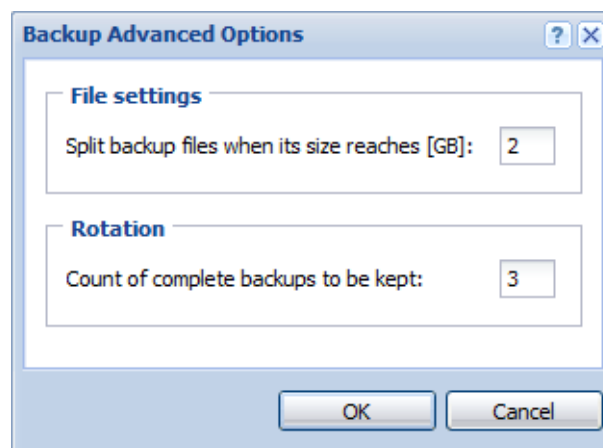 Backup Advanced Options
File settings
Split backup files when its size reaches [GB]: 2
Rotation
Count of complete backups to be kept: 3
OK Cancel